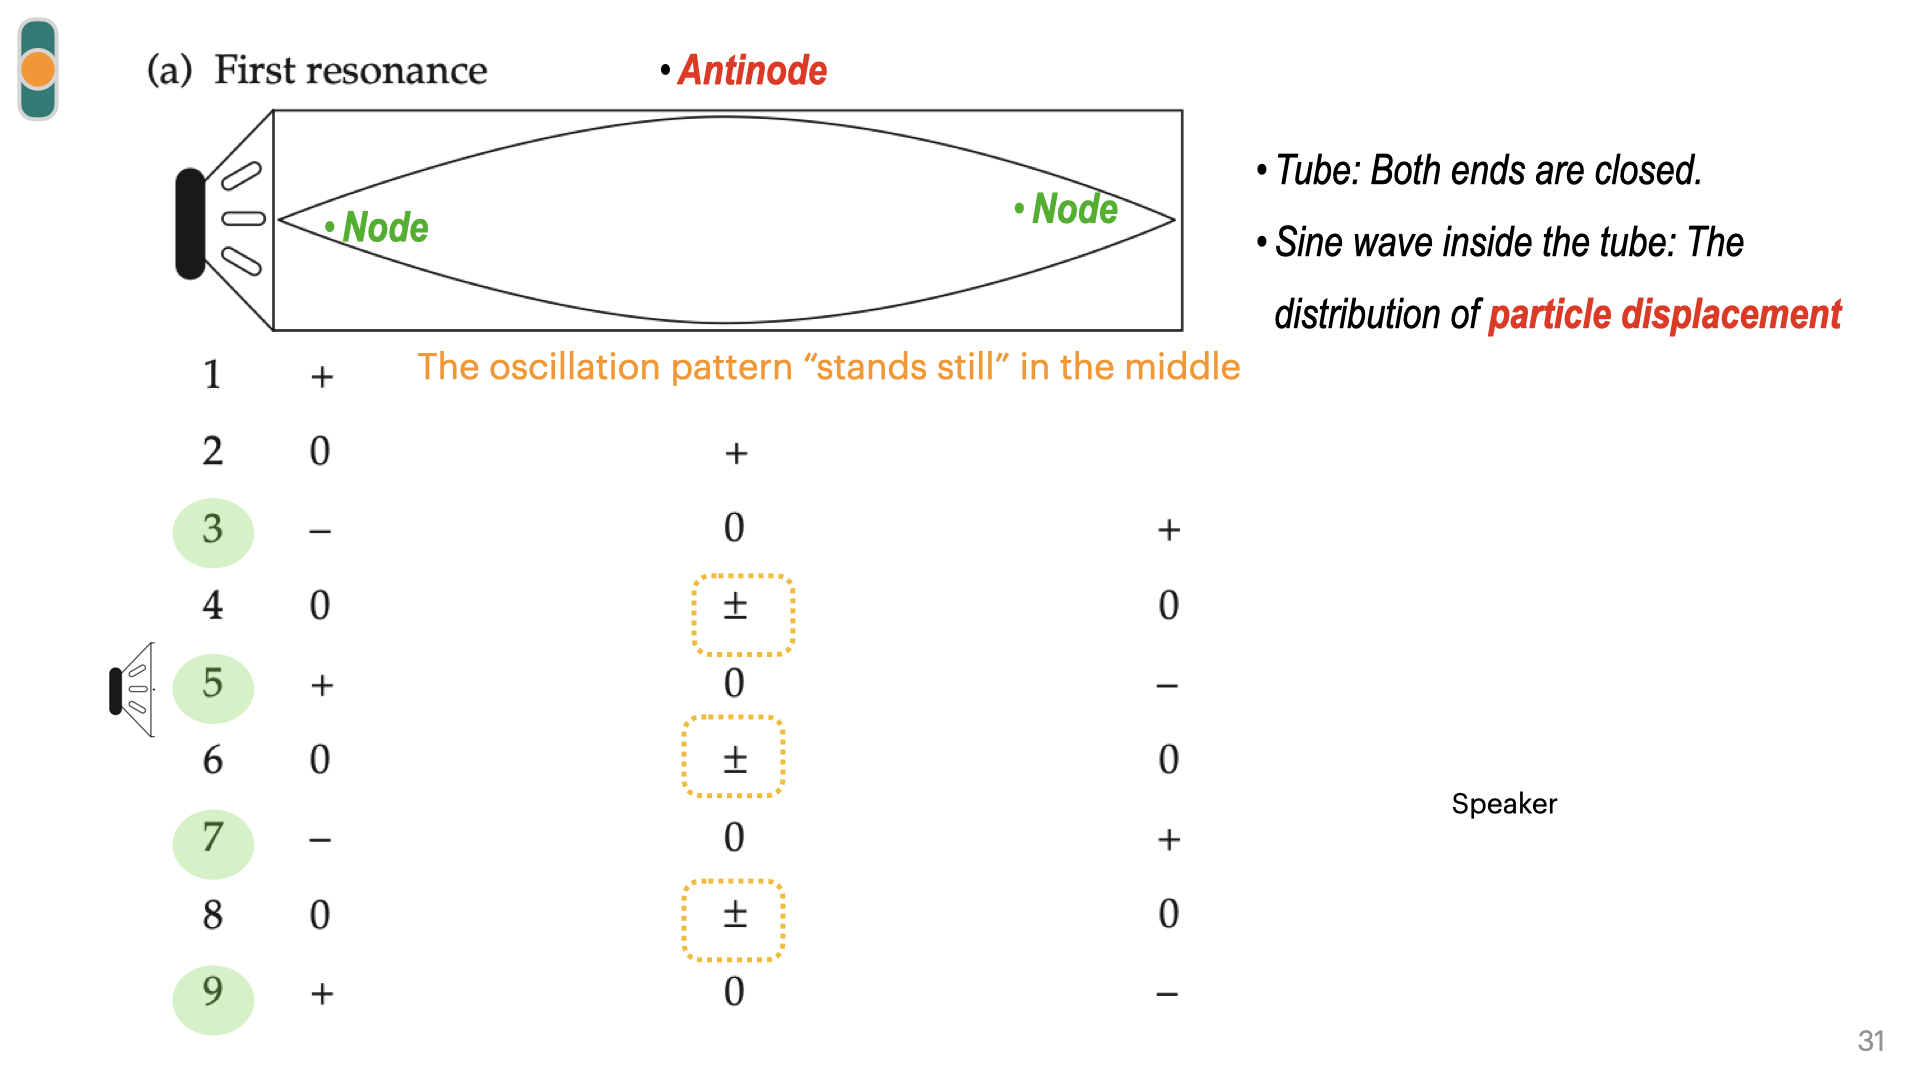 (a) First resonance
• Antinode
• Node
• Node
• Tube: Both ends are closed.
• Sine wave inside the tube: The
distribution of particle displacement
The oscillation pattern “stands still” in the middle
1 +
2 0 +
3 – 0 +
4 0 ± 0
5 + 0 –
6 0 ± 0
7 – 0 +
8 0 ± 0
9 + 0 –
Speaker
31